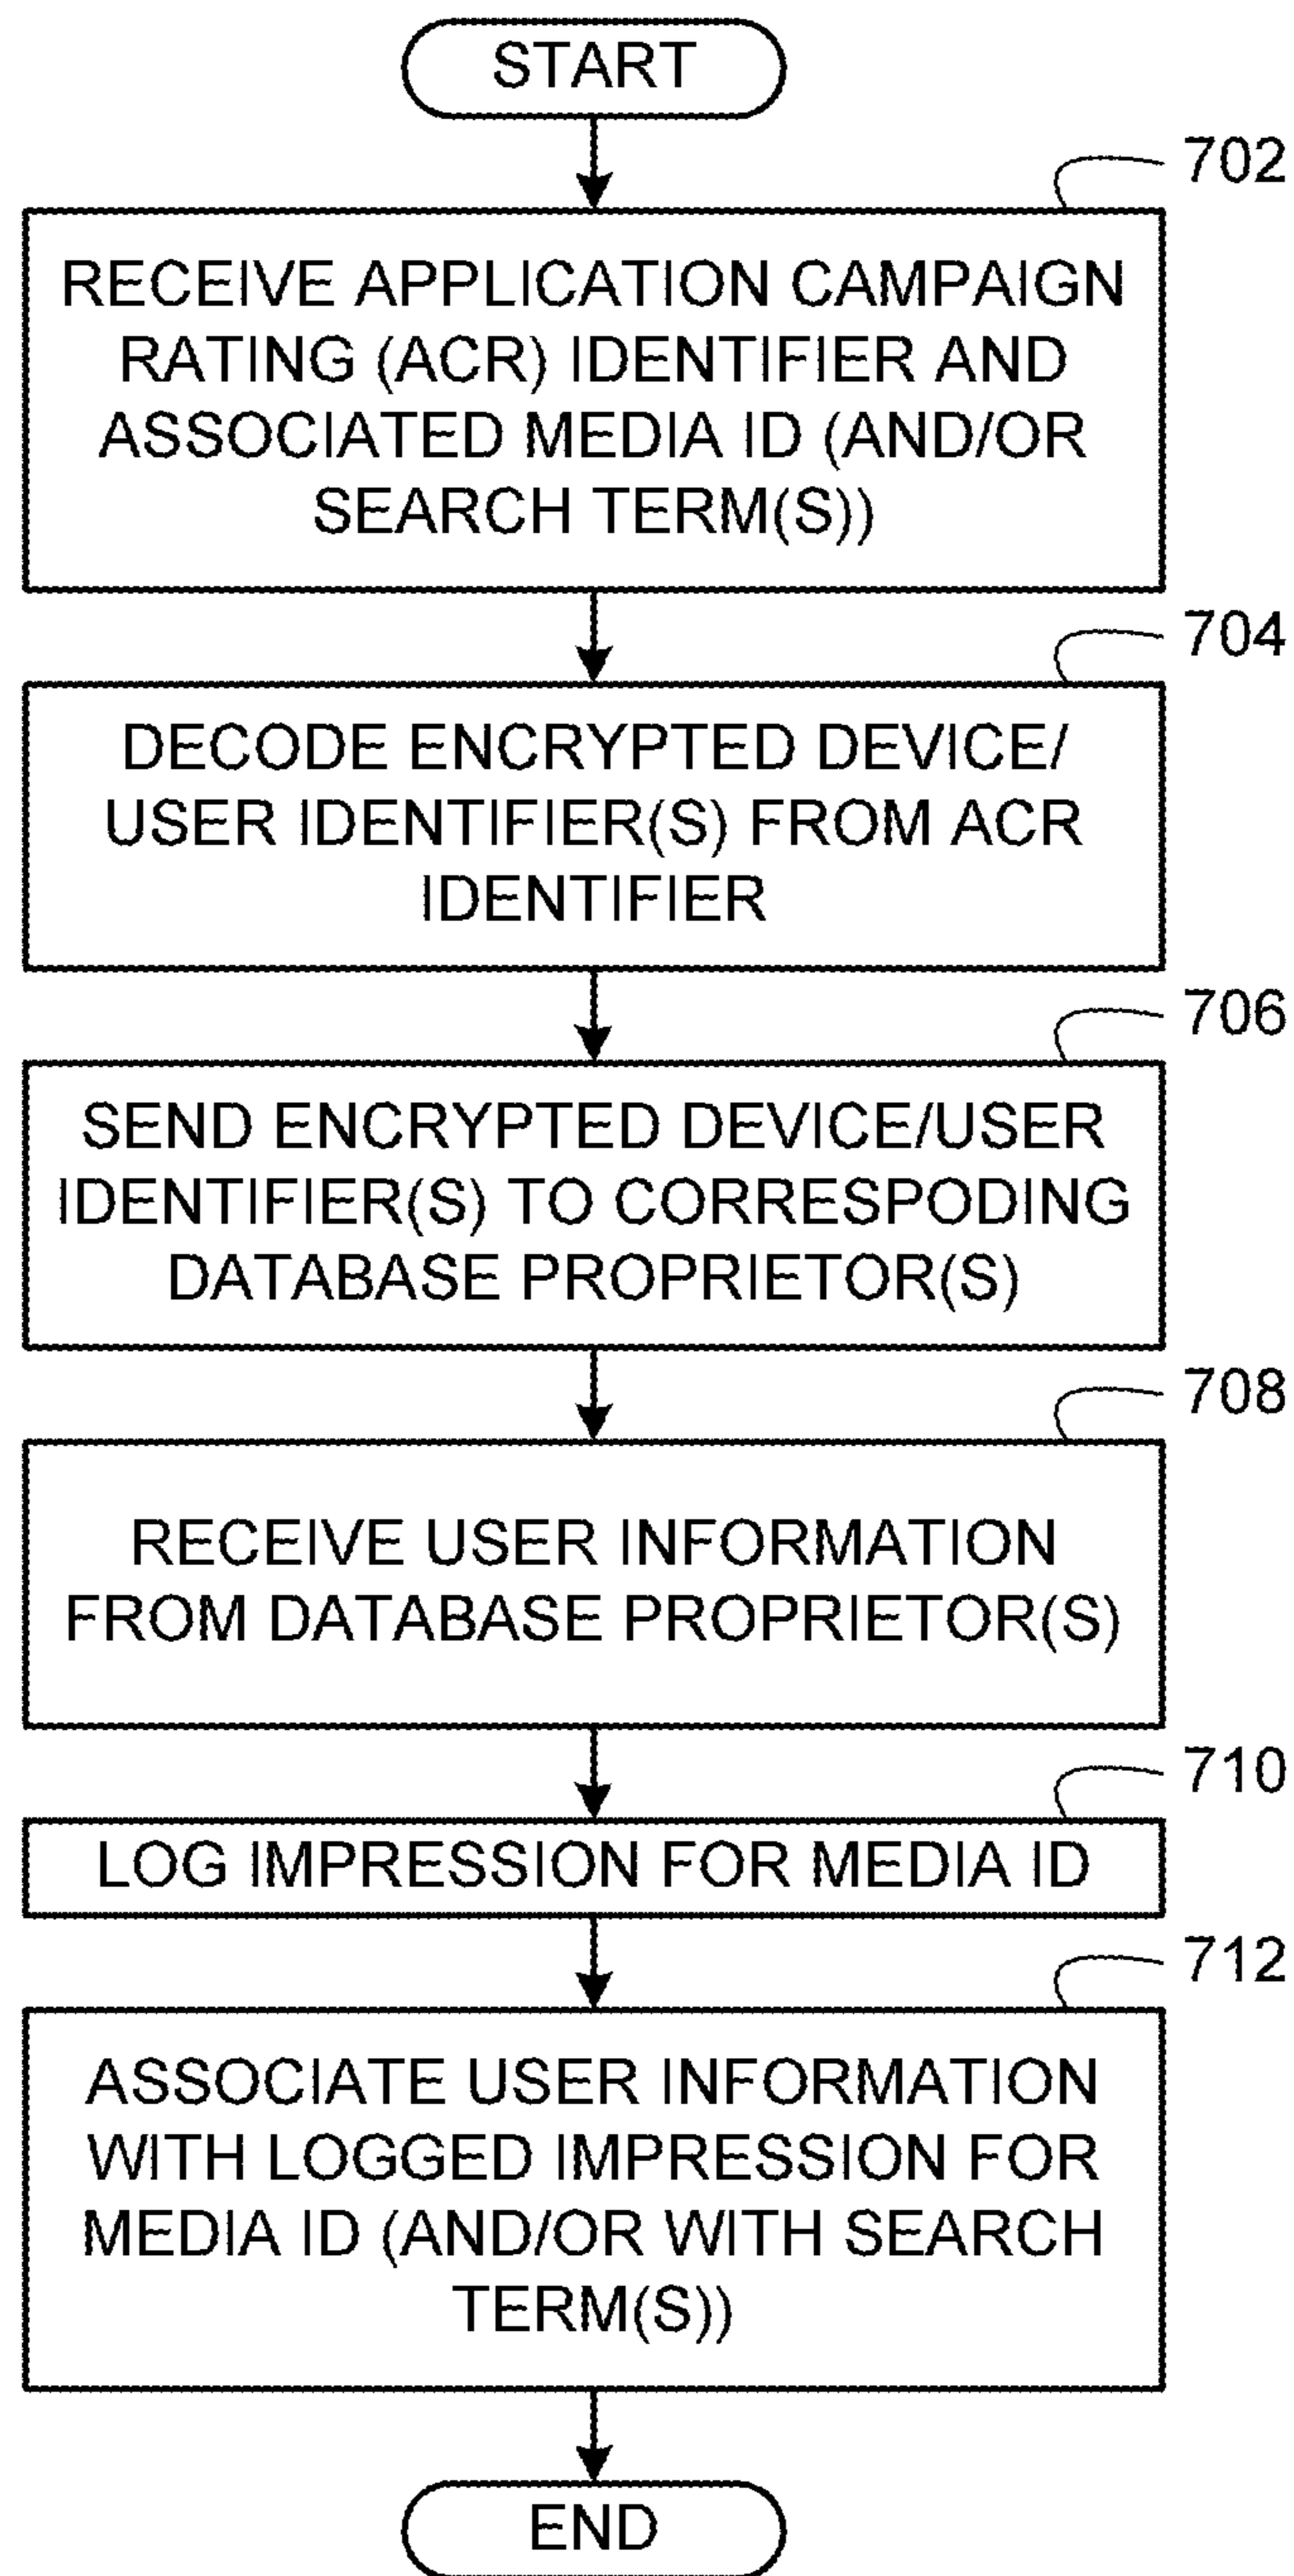 START
702
RECEIVE APPLICATION CAMPAIGN
RATING (ACR) IDENTIFIER AND
ASSOCIATED MEDIA ID (AND/OR
SEARCH TERM(S))
704
DECODE ENCRYPTED DEVICE/
USER IDENTIFIER(S) FROM ACR
IDENTIFIER
706
SEND ENCRYPTED DEVICE/USER
IDENTIFIER(S) TO CORRESPODING
DATABASE PROPRIETOR(S)
708
RECEIVE USER INFORMATION
FROM DATABASE PROPRIETOR(S)
710
LOG IMPRESSION FOR MEDIA ID
712
ASSOCIATE USER INFORMATION
WITH LOGGED IMPRESSION FOR
MEDIA ID (AND/OR WITH SEARCH
TERM(S))
END